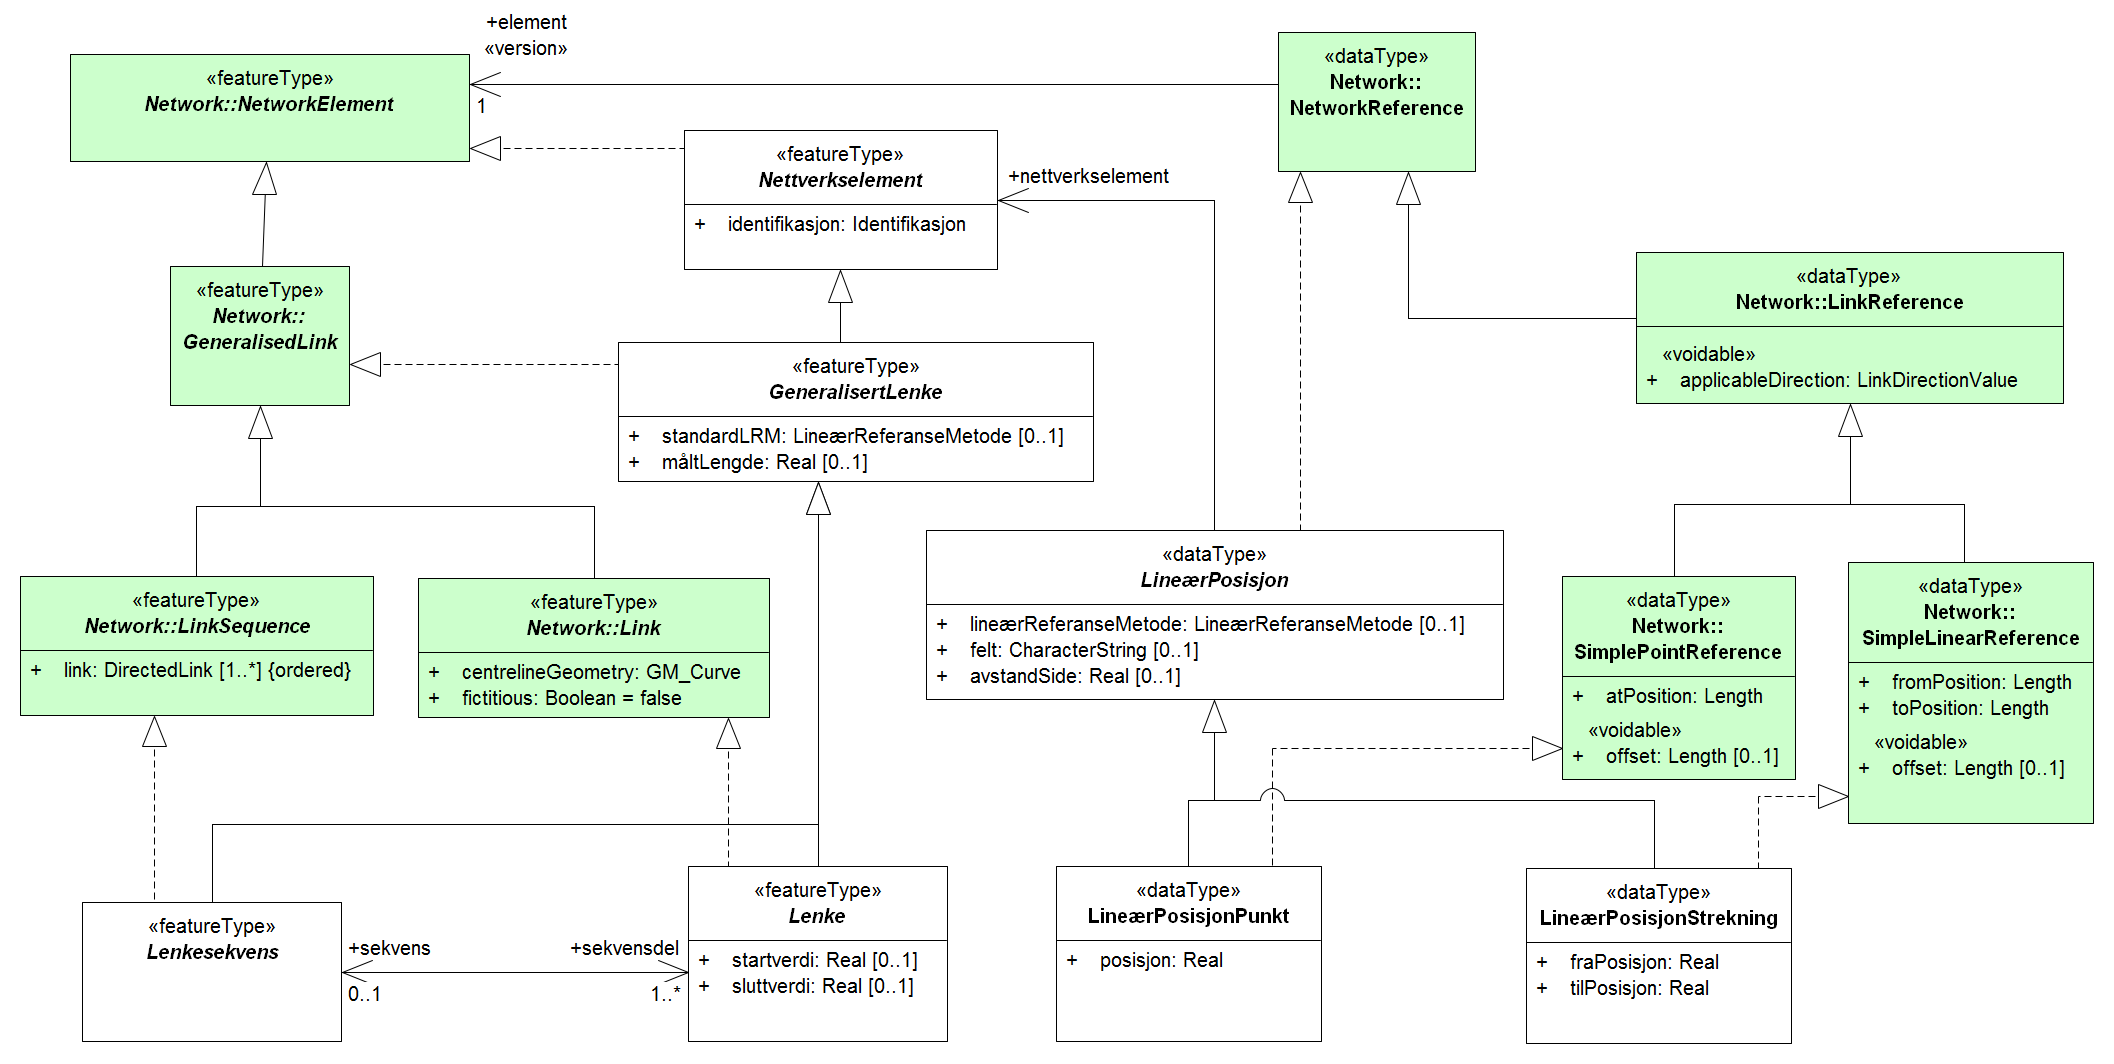 +element
«version»
1
«featureType»
Network::NetworkElement
«dataType»
Network::
NetworkReference
«featureType»
Nettverkselement
+ identifikasjon: Identifikasjon
+nettverkselement
«featureType»
Network::
GeneralisedLink
«dataType»
Network::LinkReference
«voidable»
+ applicableDirection: LinkDirectionValue
«featureType»
GeneralisertLenke
+ standardLRM: LineærReferanseMetode [0..1]
+ måltLengde: Real [0..1]
«featureType»
Network::LinkSequence
+ link: DirectedLink [1..*] {ordered}
«featureType»
Network::Link
+ centrelineGeometry: GM_Curve
+ fictitious: Boolean = false
«dataType»
LineærPosisjon
+ lineærReferanseMetode: LineærReferanseMetode [0..1]
+ felt: CharacterString [0..1]
+ avstandSide: Real [0..1]
«dataType»
Network::
SimplePointReference
+ atPosition: Length
«voidable»
+ offset: Length [0..1]
«dataType»
Network::
SimpleLinearReference
+ fromPosition: Length
+ toPosition: Length
«voidable»
+ offset: Length [0..1]
«featureType»
Lenkesekvens
+sekvens
0..1
+sekvensdel
1..*
«featureType»
Lenke
+ startverdi: Real [0..1]
+ sluttverdi: Real [0..1]
«dataType»
LineærPosisjonPunkt
+ posisjon: Real
«dataType»
LineærPosisjonStrekning
+ fraPosisjon: Real
+ tilPosisjon: Real